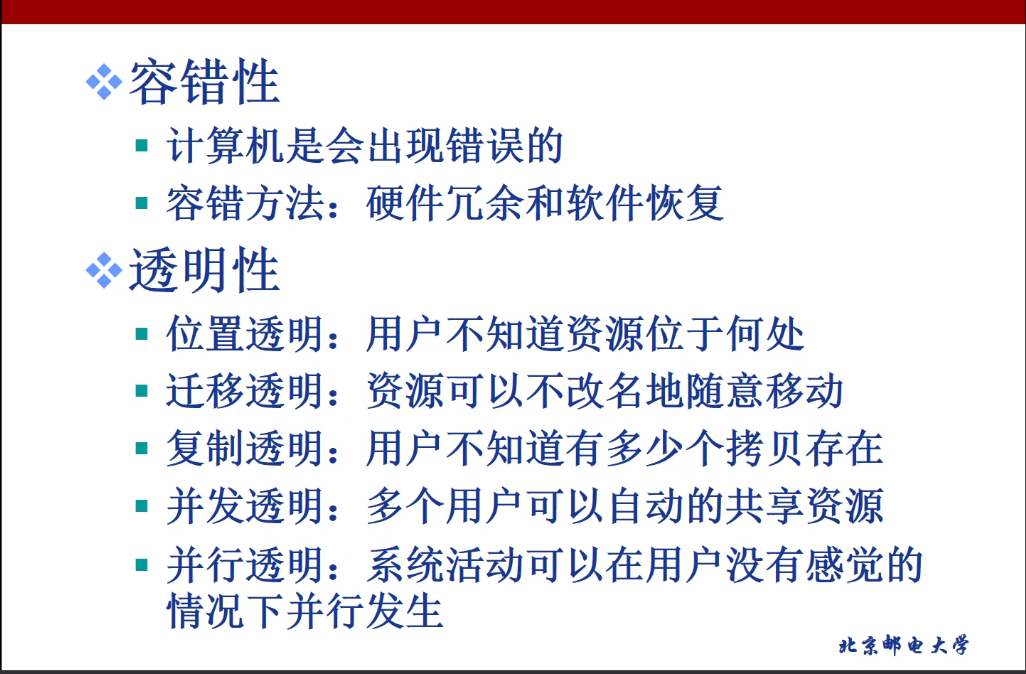 容错性
计算机是会出现错误的
容错方法：硬件冗余和软件恢复
透明性
位置透明：用户不知道资源位于何处
迁移透明：资源可以不改名地随意移动
复制透明：用户不知道有多少个拷贝存在
并发透明：多个用户可以自动的共享资源
并行透明：系统活动可以在用户没有感觉的
情况下并行发生
北京邮电大学